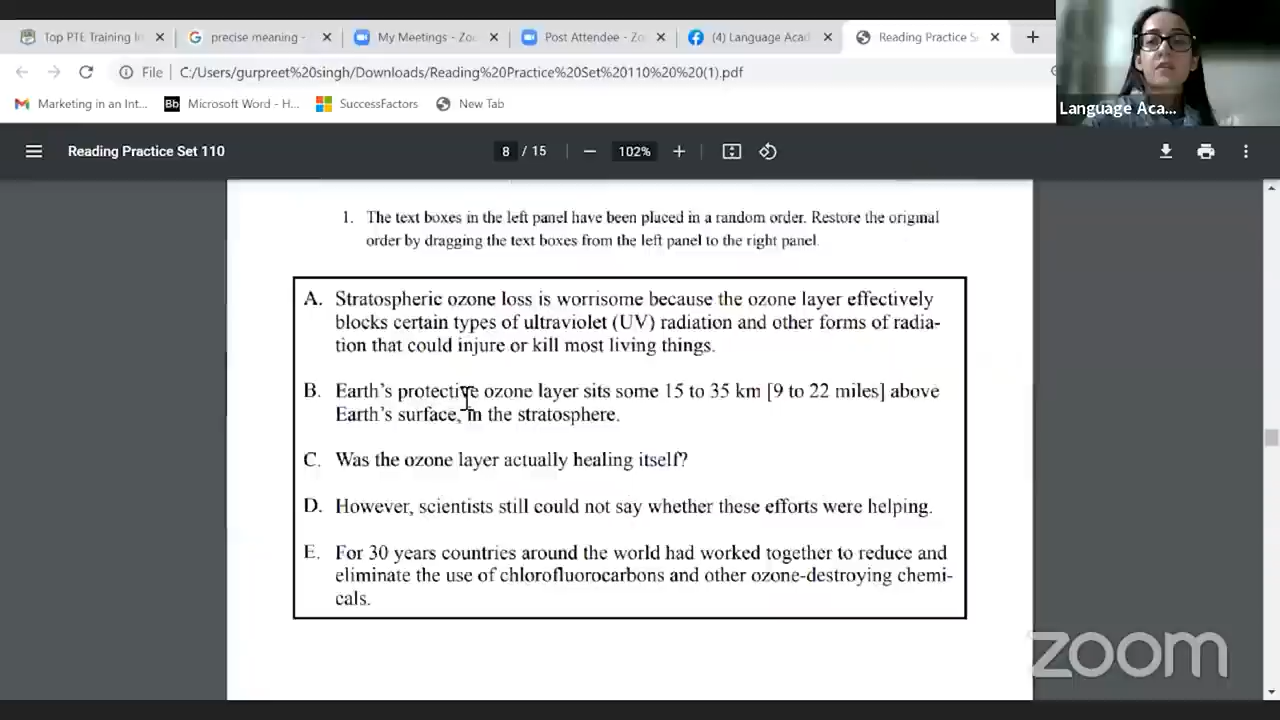 Top PTE Training I
precise meaning -
My Meetings - Zo
Post Attendee - Zo
(4) Language Acad
Reading Practice S
File
C:/Users/gurpreet%20singh/Downloads/Reading%20Practice%20Set%20110%20%20(1).pdf
Marketing in an Int...
Bb Microsoft Word - H...
SuccessFactors
New Tab
Language Aca...
Reading Practice Set 110
8 / 15
102%
1. The text boxes in the left panel have been placed in a random order. Restore the original
order by dragging the text boxes from the left panel to the right panel.
A. Stratospheric ozone loss is worrisome because the ozone layer effectively
blocks certain types of ultraviolet (UV) radiation and other forms of radia-
tion that could injure or kill most living things.
B. Earth's protective ozone layer sits some 15 to 35 km [9 to 22 miles] above
Earth's surface, in the stratosphere.
C. Was the ozone layer actually healing itself?
D. However, scientists still could not say whether these efforts were helping.
E. For 30 years countries around the world had worked together to reduce and
eliminate the use of chlorofluorocarbons and other ozone-destroying chemi-
cals.
zoom